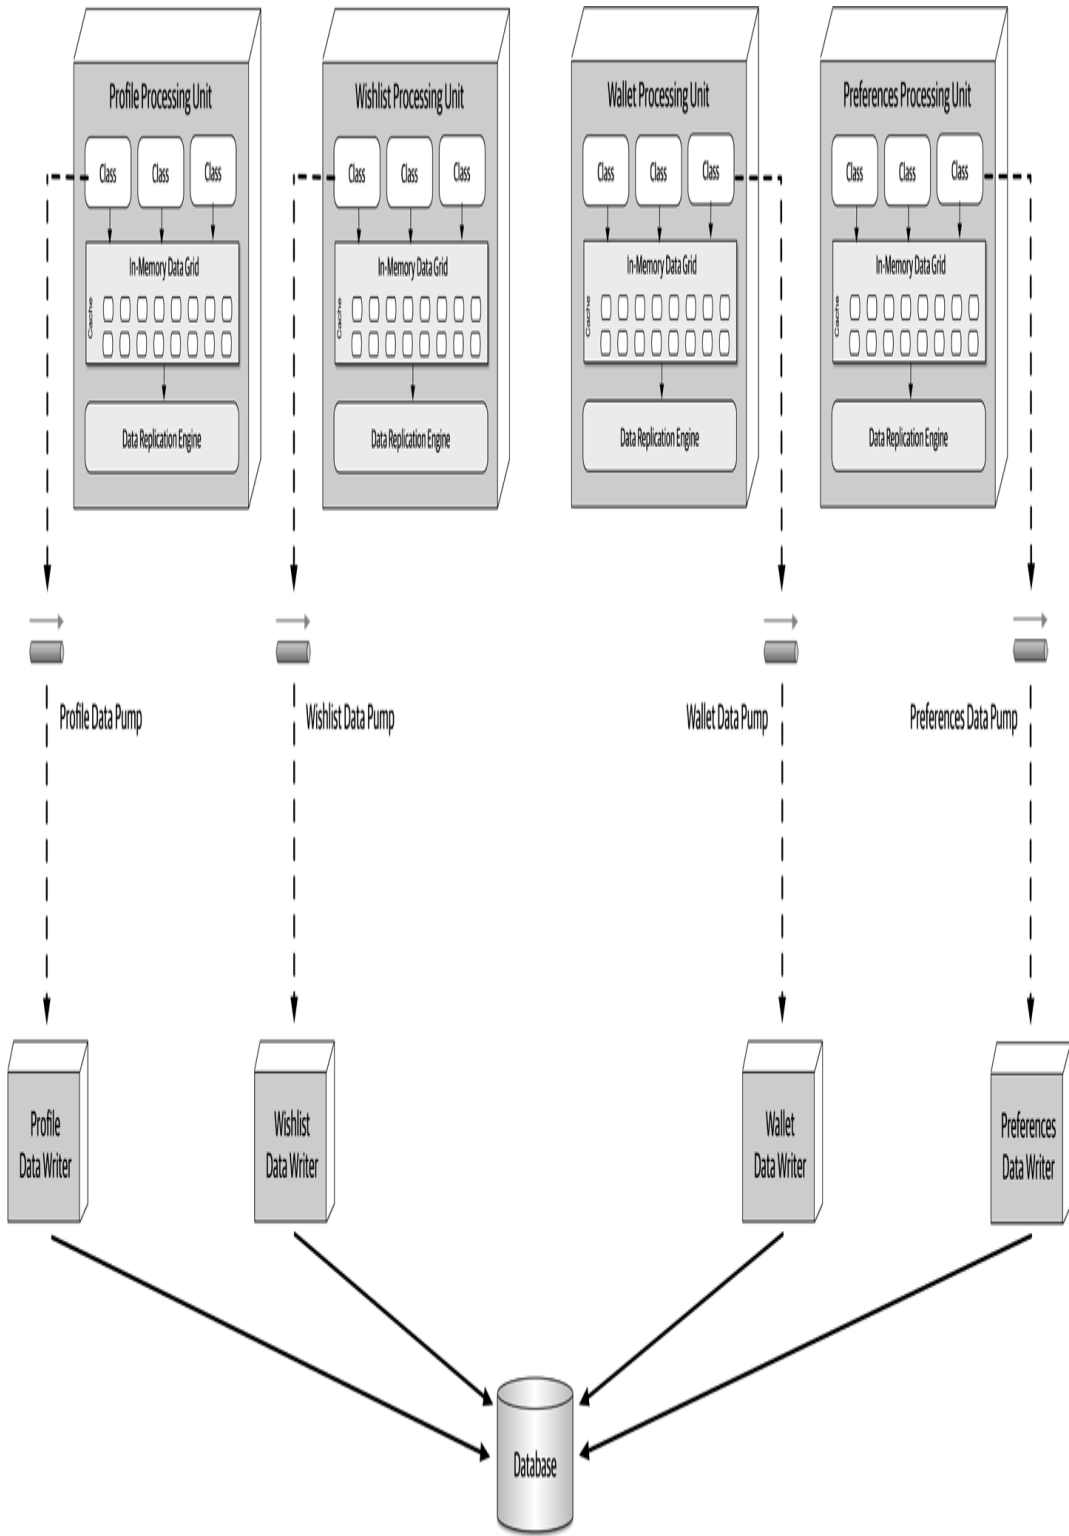 Profile Processing Unit
Class Class Class
In-Memory Data Grid
Cache
Data Replication Engine
Wishlist Processing Unit
Class Class Class
In-Memory Data Grid
Cache
Data Replication Engine
Wallet Processing Unit
Class Class Class
In-Memory Data Grid
Cache
Data Replication Engine
Preferences Processing Unit
Class Class Class
In-Memory Data Grid
Cache
Data Replication Engine
Profile Data Pump
Wishlist Data Pump
Wallet Data Pump
Preferences Data Pump
Profile
Data Writer
Wishlist
Data Writer
Wallet
Data Writer
Preferences
Data Writer
Database